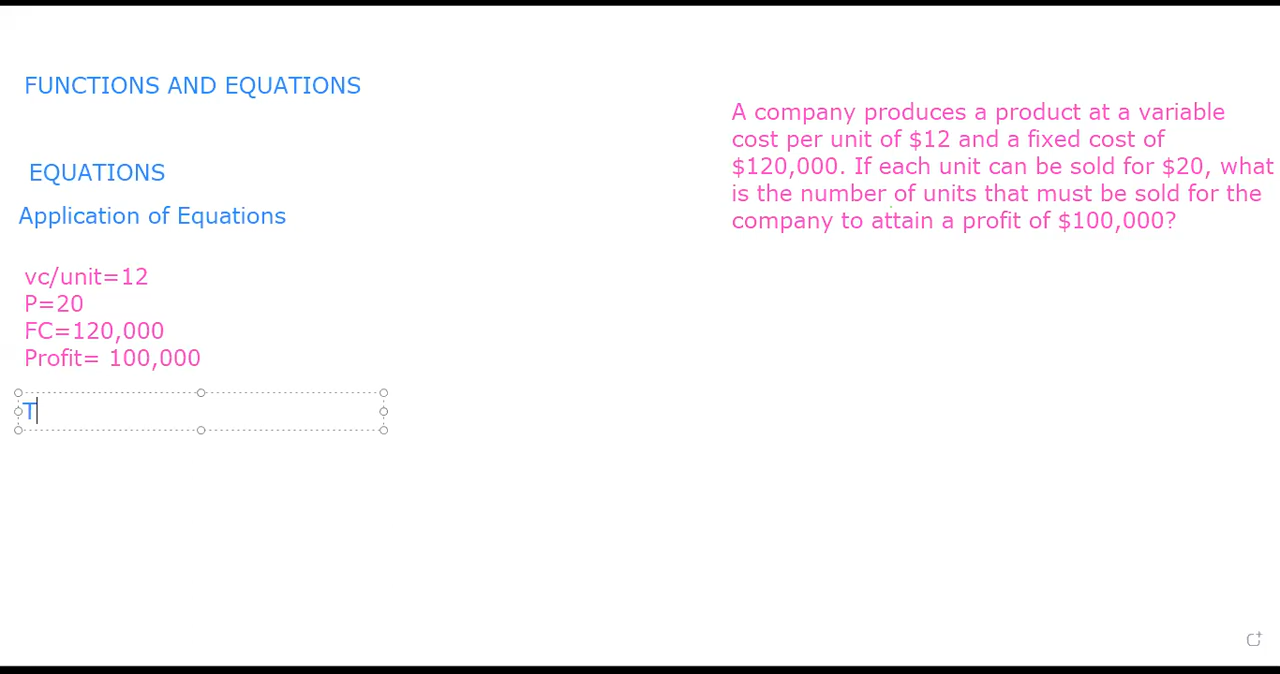 FUNCTIONS AND EQUATIONS
EQUATIONS
Application of Equations
vc/unit=12
P=20
FC=120,000
Profit= 100,000
T
A company produces a product at a variable
cost per unit of $12 and a fixed cost of
$120,000. If each unit can be sold for $20, what
is the number of units that must be sold for the
company to attain a profit of $100,000?